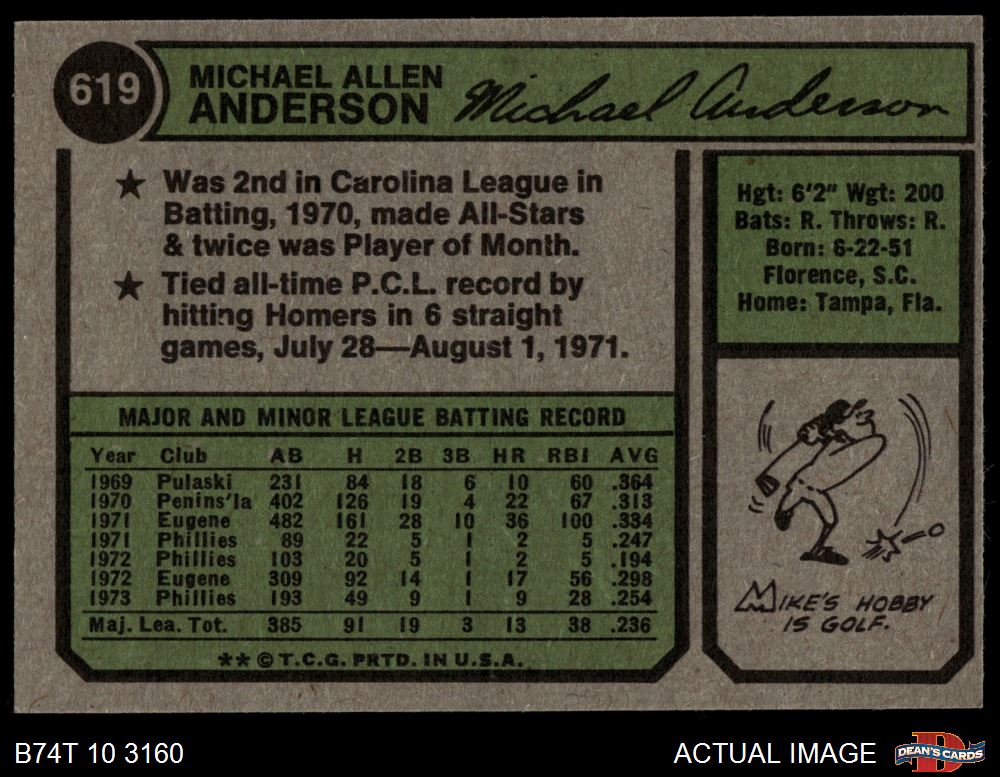 619
MICHAEL ALLEN
ANDERSON
Michael Anderson
★ Was 2nd in Carolina League in
Batting, 1970, made All-Stars
& twice was Player of Month.
★ Tied all-time P.C.L. record by
hitting Homers in 6 straight
games, July 28—August 1, 1971.
Hgt: 6'2" Wgt: 200
Bats: R. Throws: R.
Born: 6-22-51
Florence, S.C.
Home: Tampa, Fla.
MAJOR AND MINOR LEAGUE BATTING RECORD
Year Club AB H 2B 3B HR RBI AVG
1969 Pulaski 231 84 18 6 10 60 .364
1970 Penins'la 402 126 19 4 22 67 .313
1971 Eugene 482 161 28 10 36 100 .334
1971 Phillies 89 22 5 1 2 5 .247
1972 Phillies 103 20 5 1 2 5 .194
1972 Eugene 309 92 14 1 17 56 .298
1973 Phillies 193 49 9 1 9 28 .254
Maj. Lea. Tot. 385 91 19 3 13 38 .236
** © T.C.G. PRTD. IN U.S.A.
MIKE'S HOBBY
IS GOLF.
B74T 10 3160
ACTUAL IMAGE
D
DEAN'S CARDS